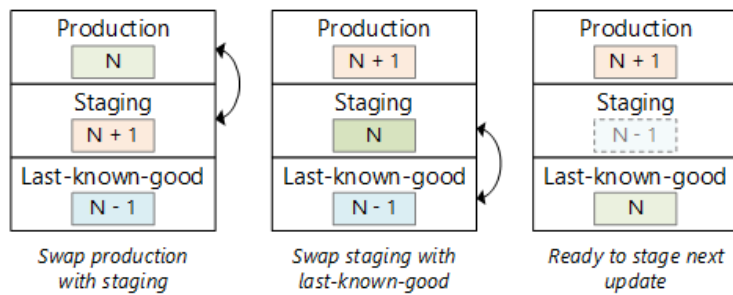 Production
N
Staging
N + 1
Last-known-good
N - 1
Swap production
with staging
Production
N + 1
Staging
N
Last-known-good
N - 1
Swap staging with
last-known-good
Production
N + 1
Staging
N - 1
Last-known-good
N
Ready to stage next
update